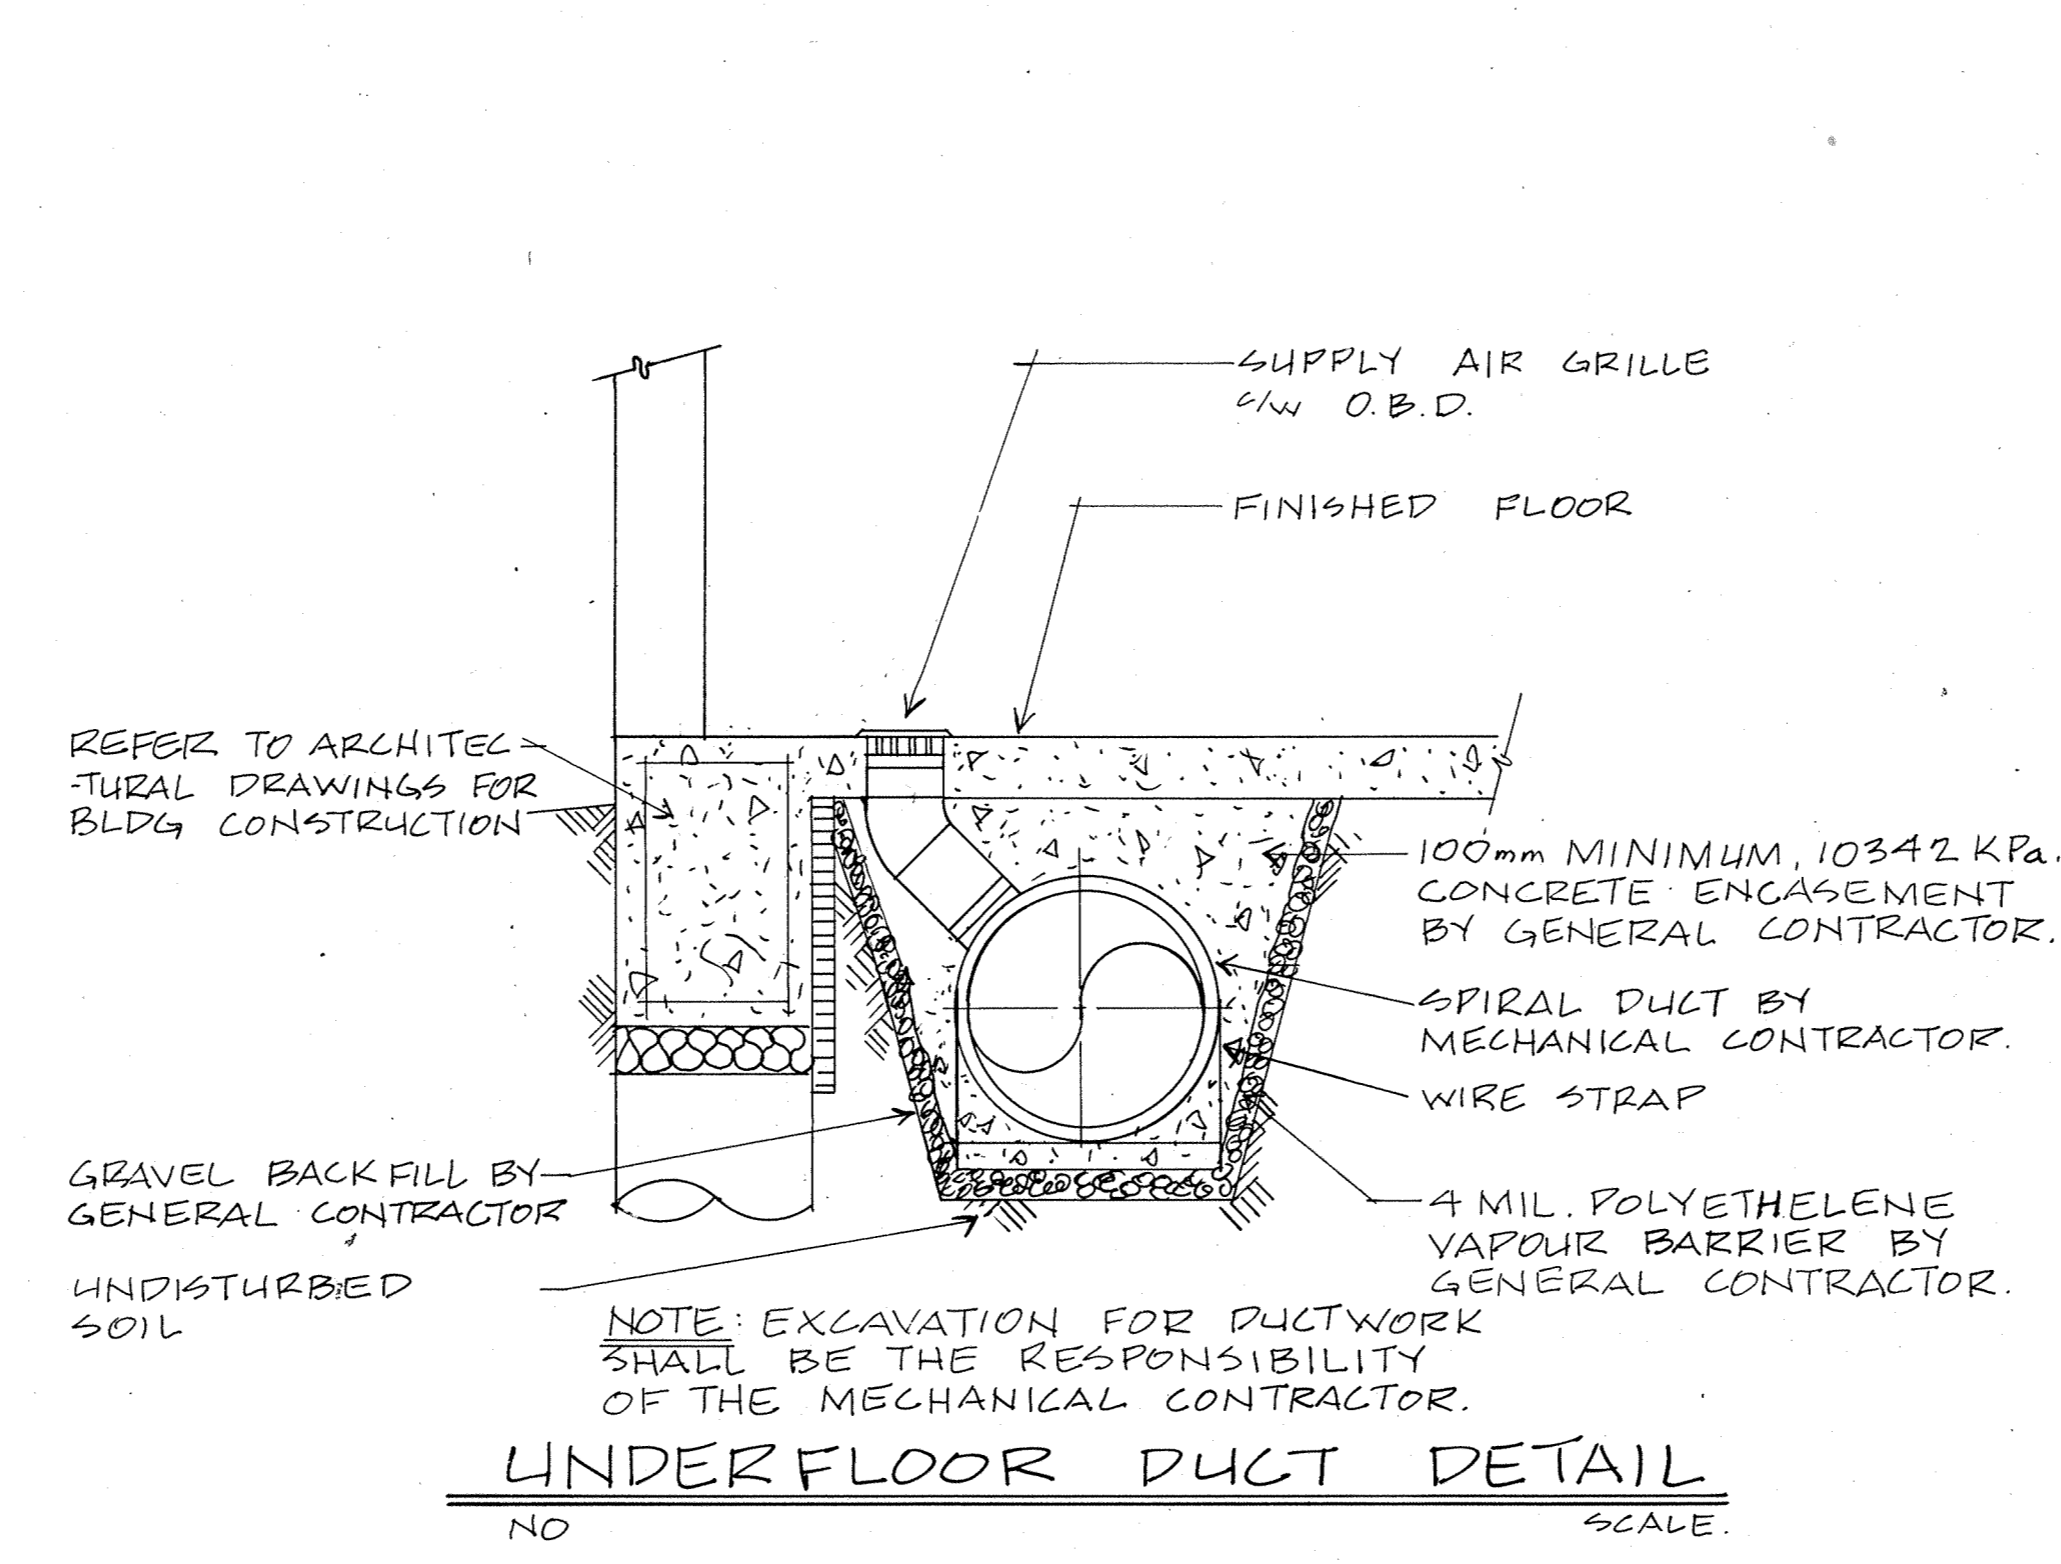 SUPPLY AIR GRILLE
C/W O.B.D.
FINISHED FLOOR
REFER TO ARCHITEC-
-TURAL DRAWINGS FOR
BLDG CONSTRUCTION
100mm MINIMUM, 10342 KPa.
CONCRETE ENCASEMENT
BY GENERAL CONTRACTOR.
SPIRAL DUCT BY
MECHANICAL CONTRACTOR.
WIRE STRAP
GRAVEL BACKFILL BY
GENERAL CONTRACTOR
4 MIL. POLYETHELENE
VAPOUR BARRIER BY
GENERAL CONTRACTOR.
UNDISTURBED
SOIL
NOTE: EXCAVATION FOR DUCTWORK
SHALL BE THE RESPONSIBILITY
OF THE MECHANICAL CONTRACTOR.
UNDERFLOOR DUCT DETAIL
NO SCALE.